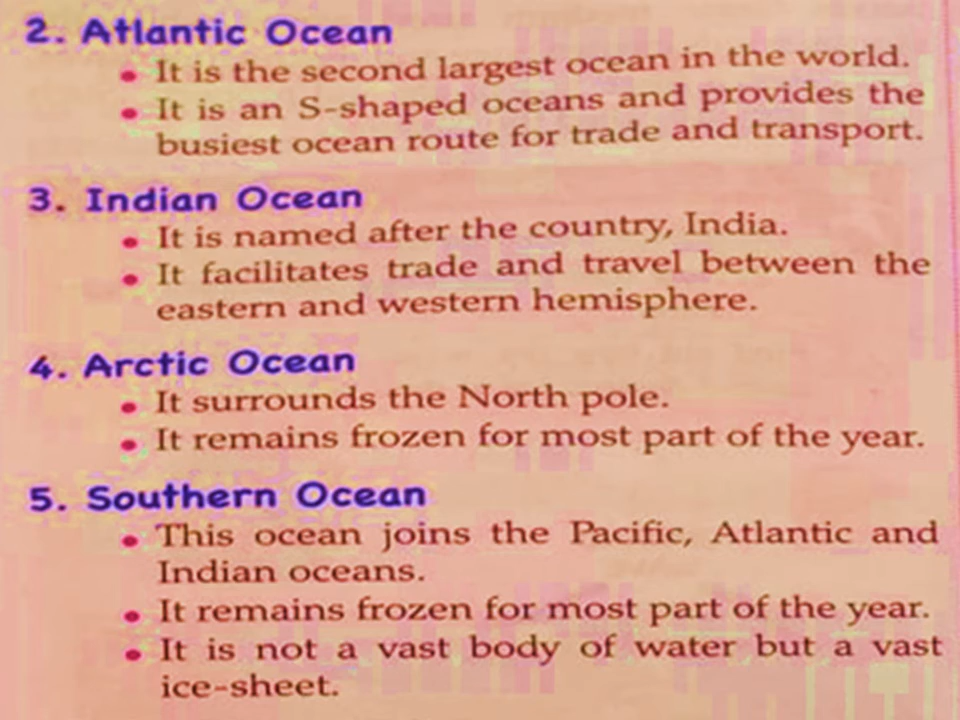 2. Atlantic Ocean
• It is the second largest ocean in the world.
• It is an S-shaped oceans and provides the
busiest ocean route for trade and transport.
3. Indian Ocean
• It is named after the country, India.
• It facilitates trade and travel between the
eastern and western hemisphere.
4. Arctic Ocean
• It surrounds the North pole.
• It remains frozen for most part of the year.
5. Southern Ocean
• This ocean joins the Pacific, Atlantic and
Indian oceans.
• It remains frozen for most part of the year.
• It is not a vast body of water but a vast
ice-sheet.